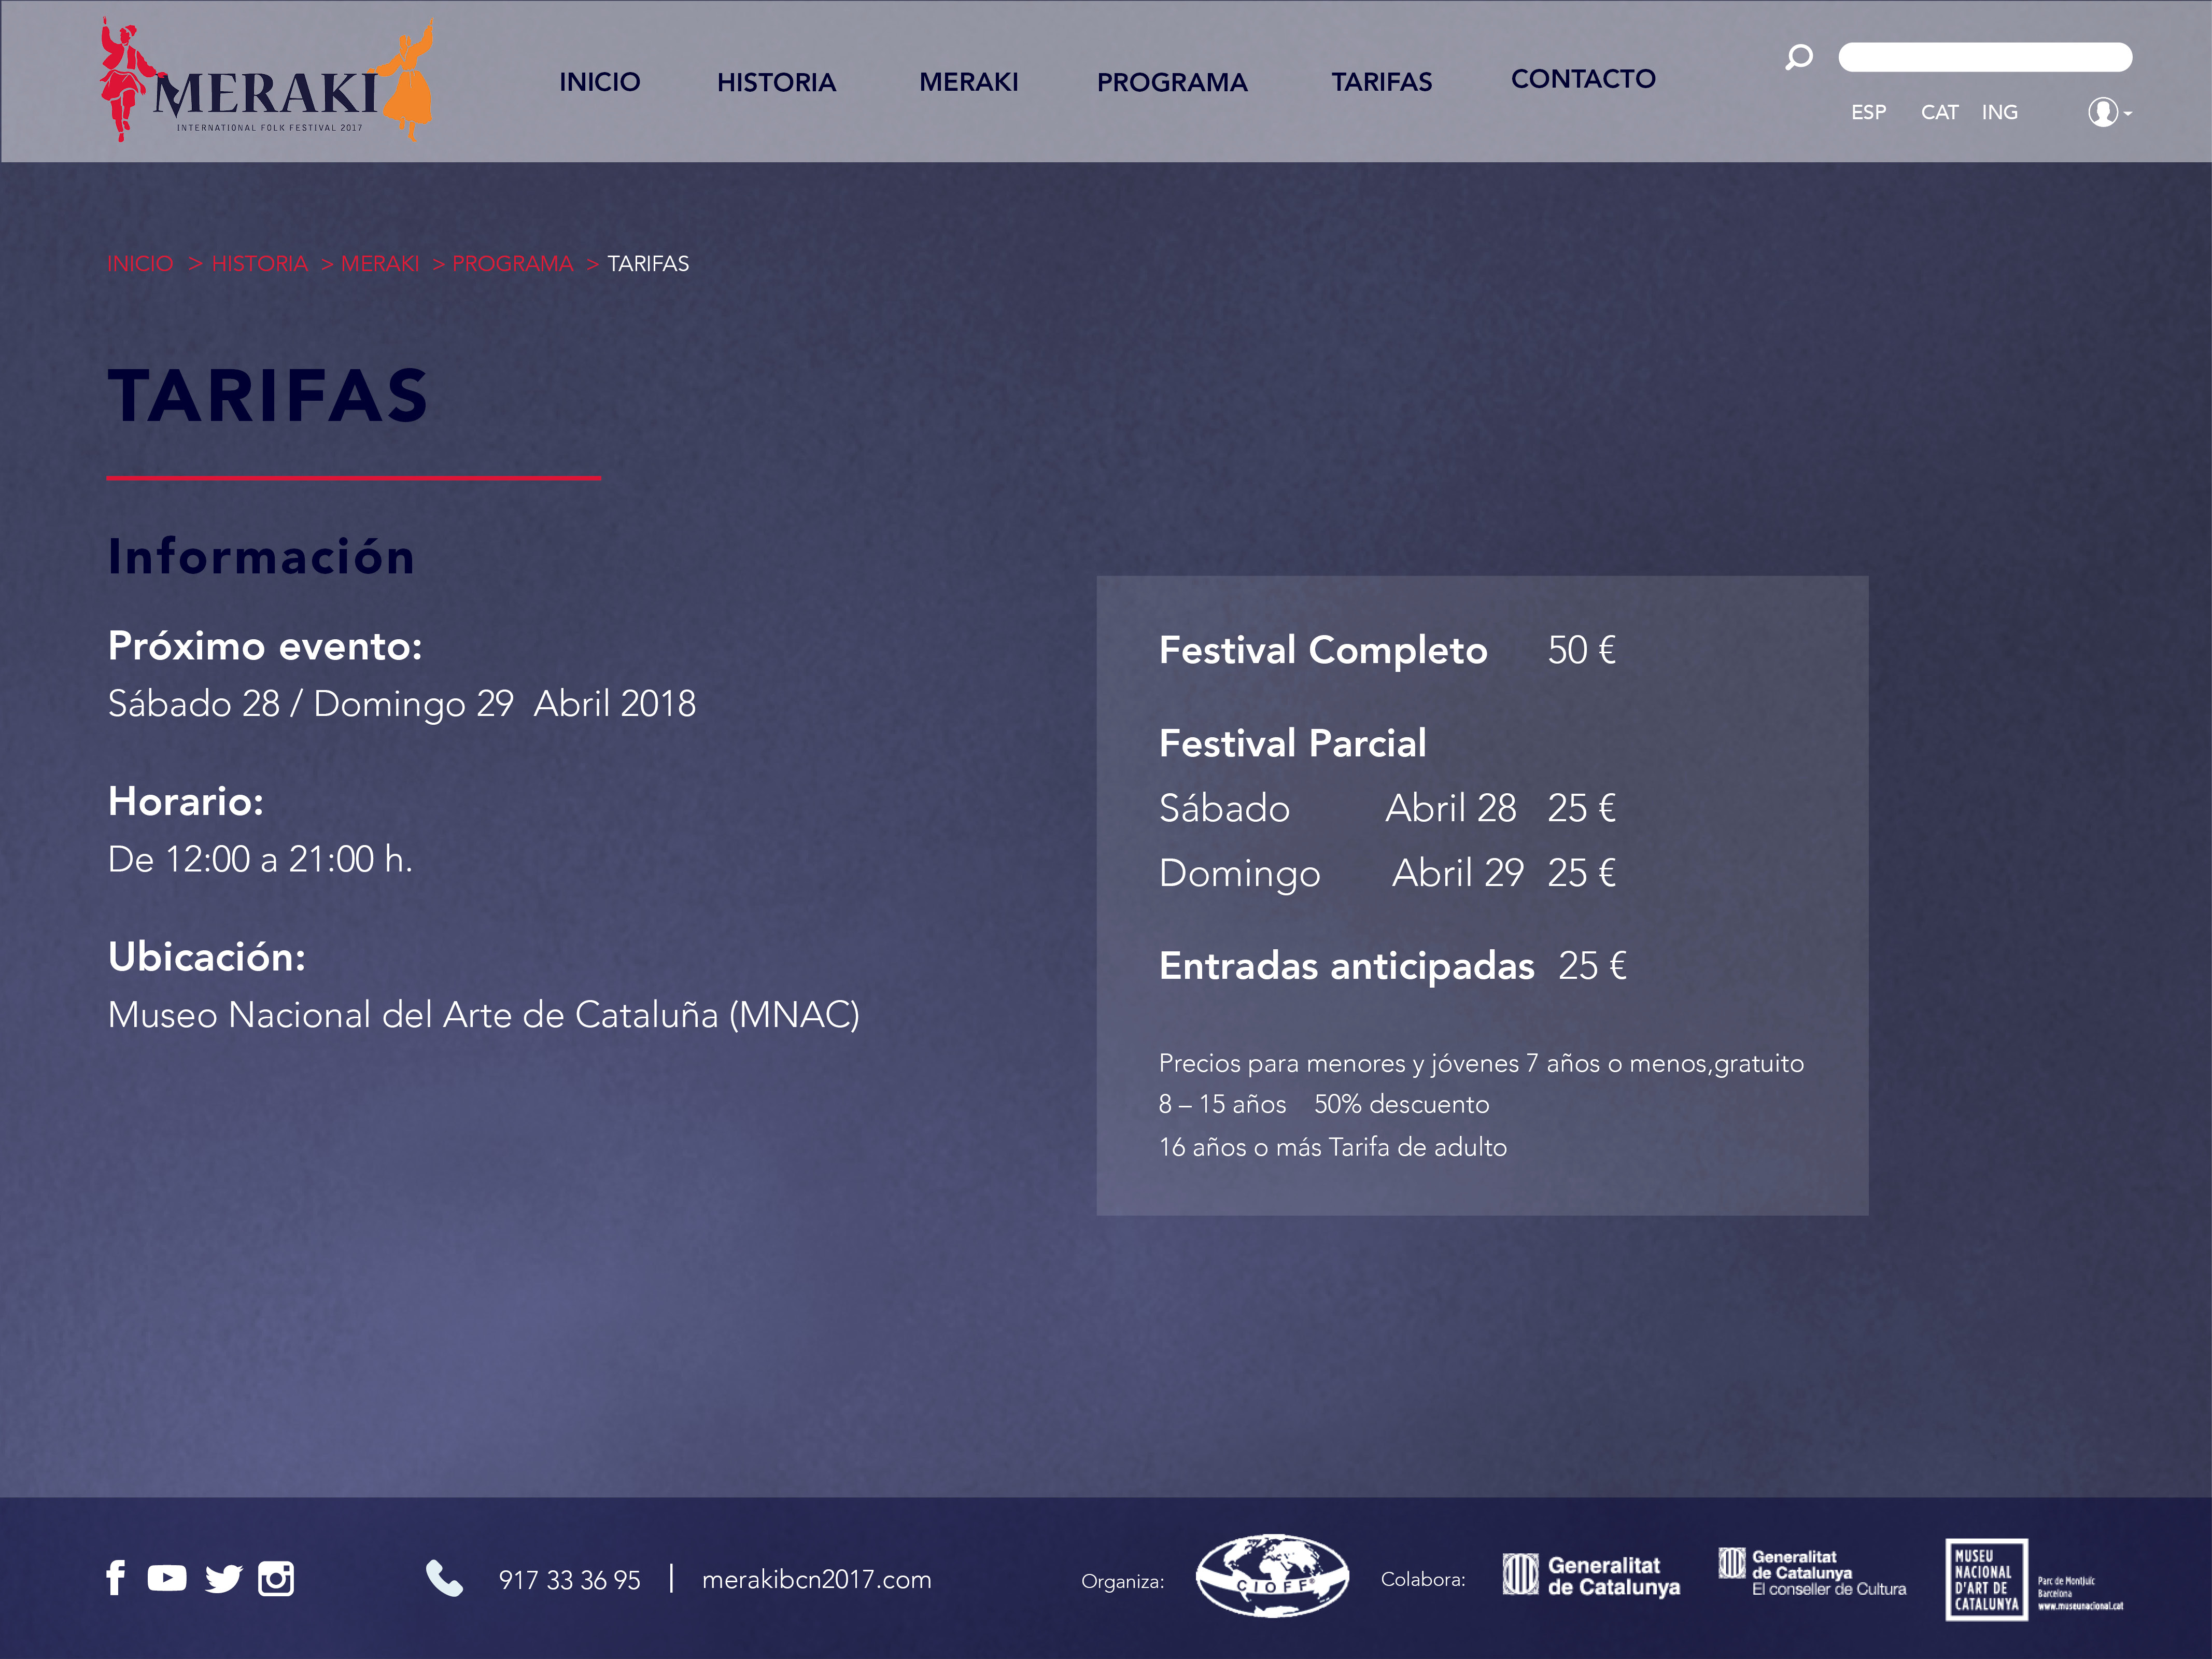 MERAKI
INTERNATIONAL FOLK FESTIVAL 2017
INICIO HISTORIA MERAKI PROGRAMA TARIFAS CONTACTO
ESP CAT ING
INICIO > HISTORIA > MERAKI > PROGRAMA > TARIFAS
TARIFAS
Información
Próximo evento:
Sábado 28 / Domingo 29 Abril 2018
Horario:
De 12:00 a 21:00 h.
Ubicación:
Museo Nacional del Arte de Cataluña (MNAC)
Festival Completo 50 €
Festival Parcial
Sábado Abril 28 25 €
Domingo Abril 29 25 €
Entradas anticipadas 25 €
Precios para menores y jóvenes 7 años o menos,gratuito
8 – 15 años 50% descuento
16 años o más Tarifa de adulto
917 33 36 95 | merakibcn2017.com
Organiza:
CIOFF®
Colabora:
Generalitat
de Catalunya
Generalitat
de Catalunya
El conseller de Cultura
MUSEU
NACIONAL
D'ART DE
CATALUNYA
Parc de Montjuïc
Barcelona
www.museunacional.cat